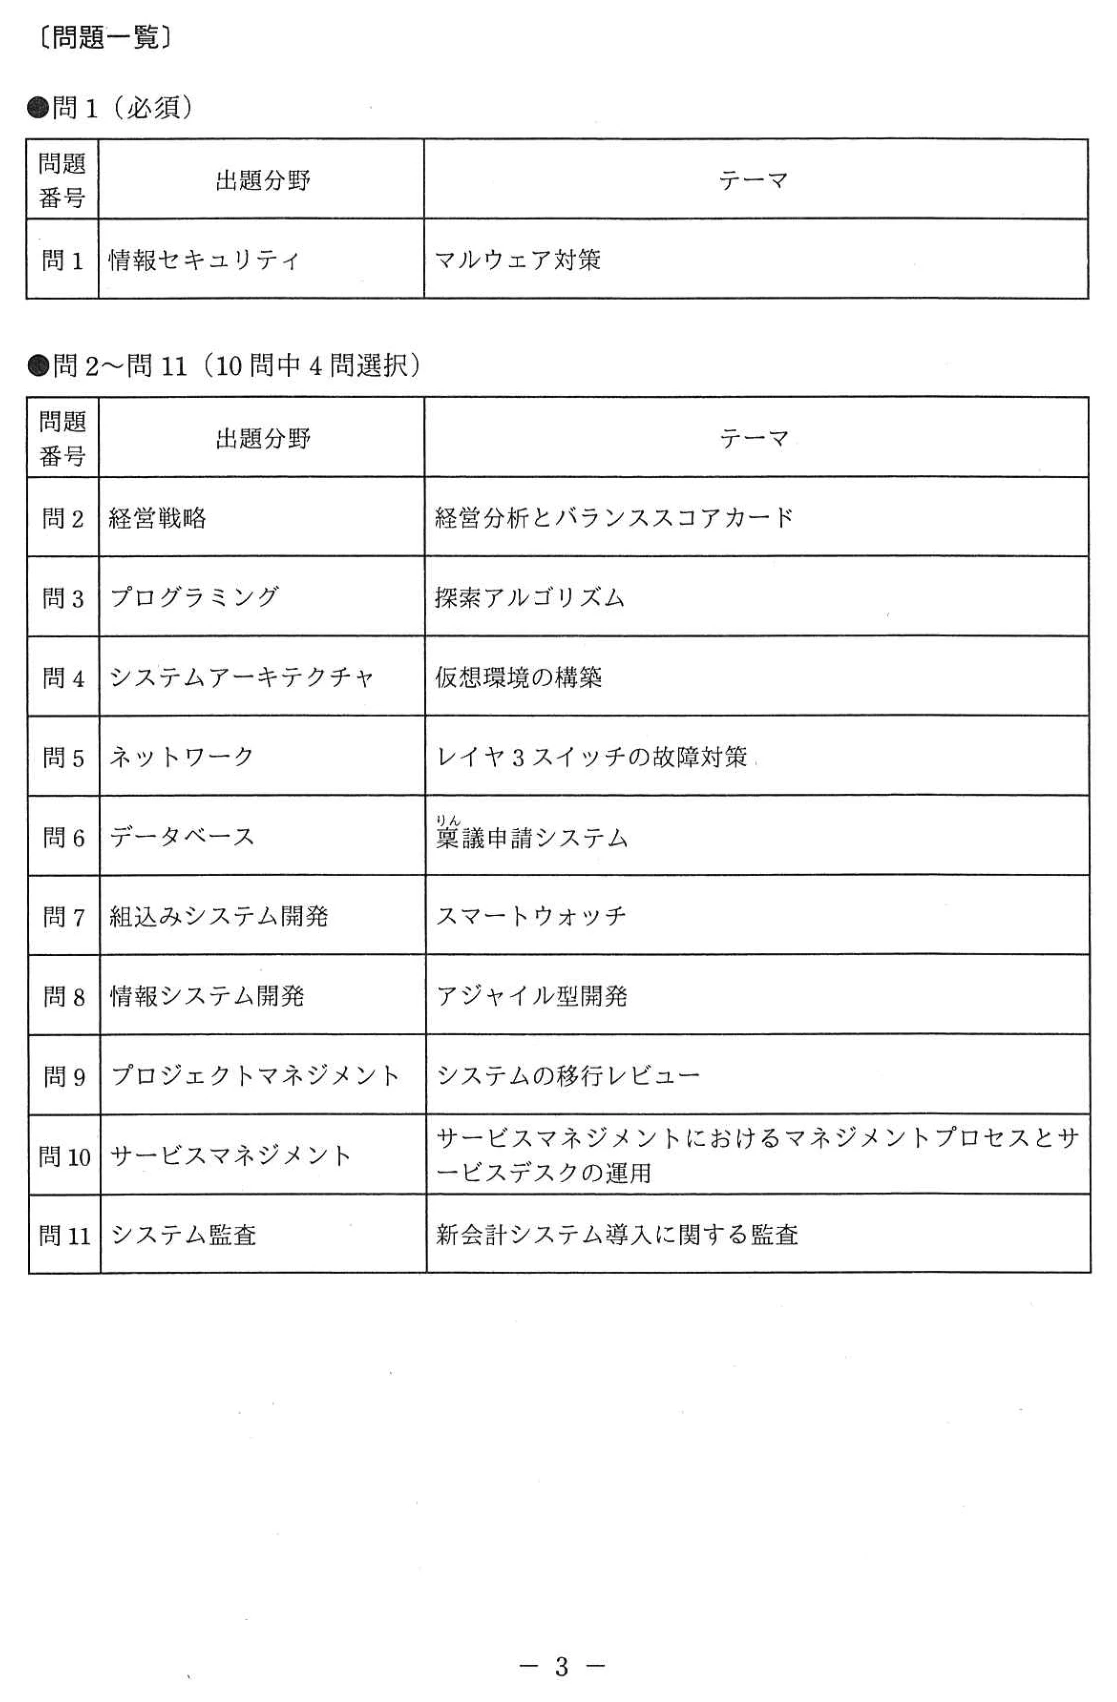 〔問題一覧〕
●問1（必須）
問題
番号
出題分野
テーマ
問1
情報セキュリティ
マルウェア対策
●問2～問11（10問中4問選択）
問題
番号
出題分野
テーマ
問2
経営戦略
経営分析とバランススコアカード
問3
プログラミング
探索アルゴリズム
問4
システムアーキテクチャ
仮想環境の構築
問5
ネットワーク
レイヤ3スイッチの故障対策
問6
データベース
りん
稟議申請システム
問7
組込みシステム開発
スマートウォッチ
問8
情報システム開発
アジャイル型開発
問9
プロジェクトマネジメント
システムの移行レビュー
問10
サービスマネジメント
サービスマネジメントにおけるマネジメントプロセスとサ
ービスデスクの運用
問11
システム監査
新会計システム導入に関する監査
－ 3 －